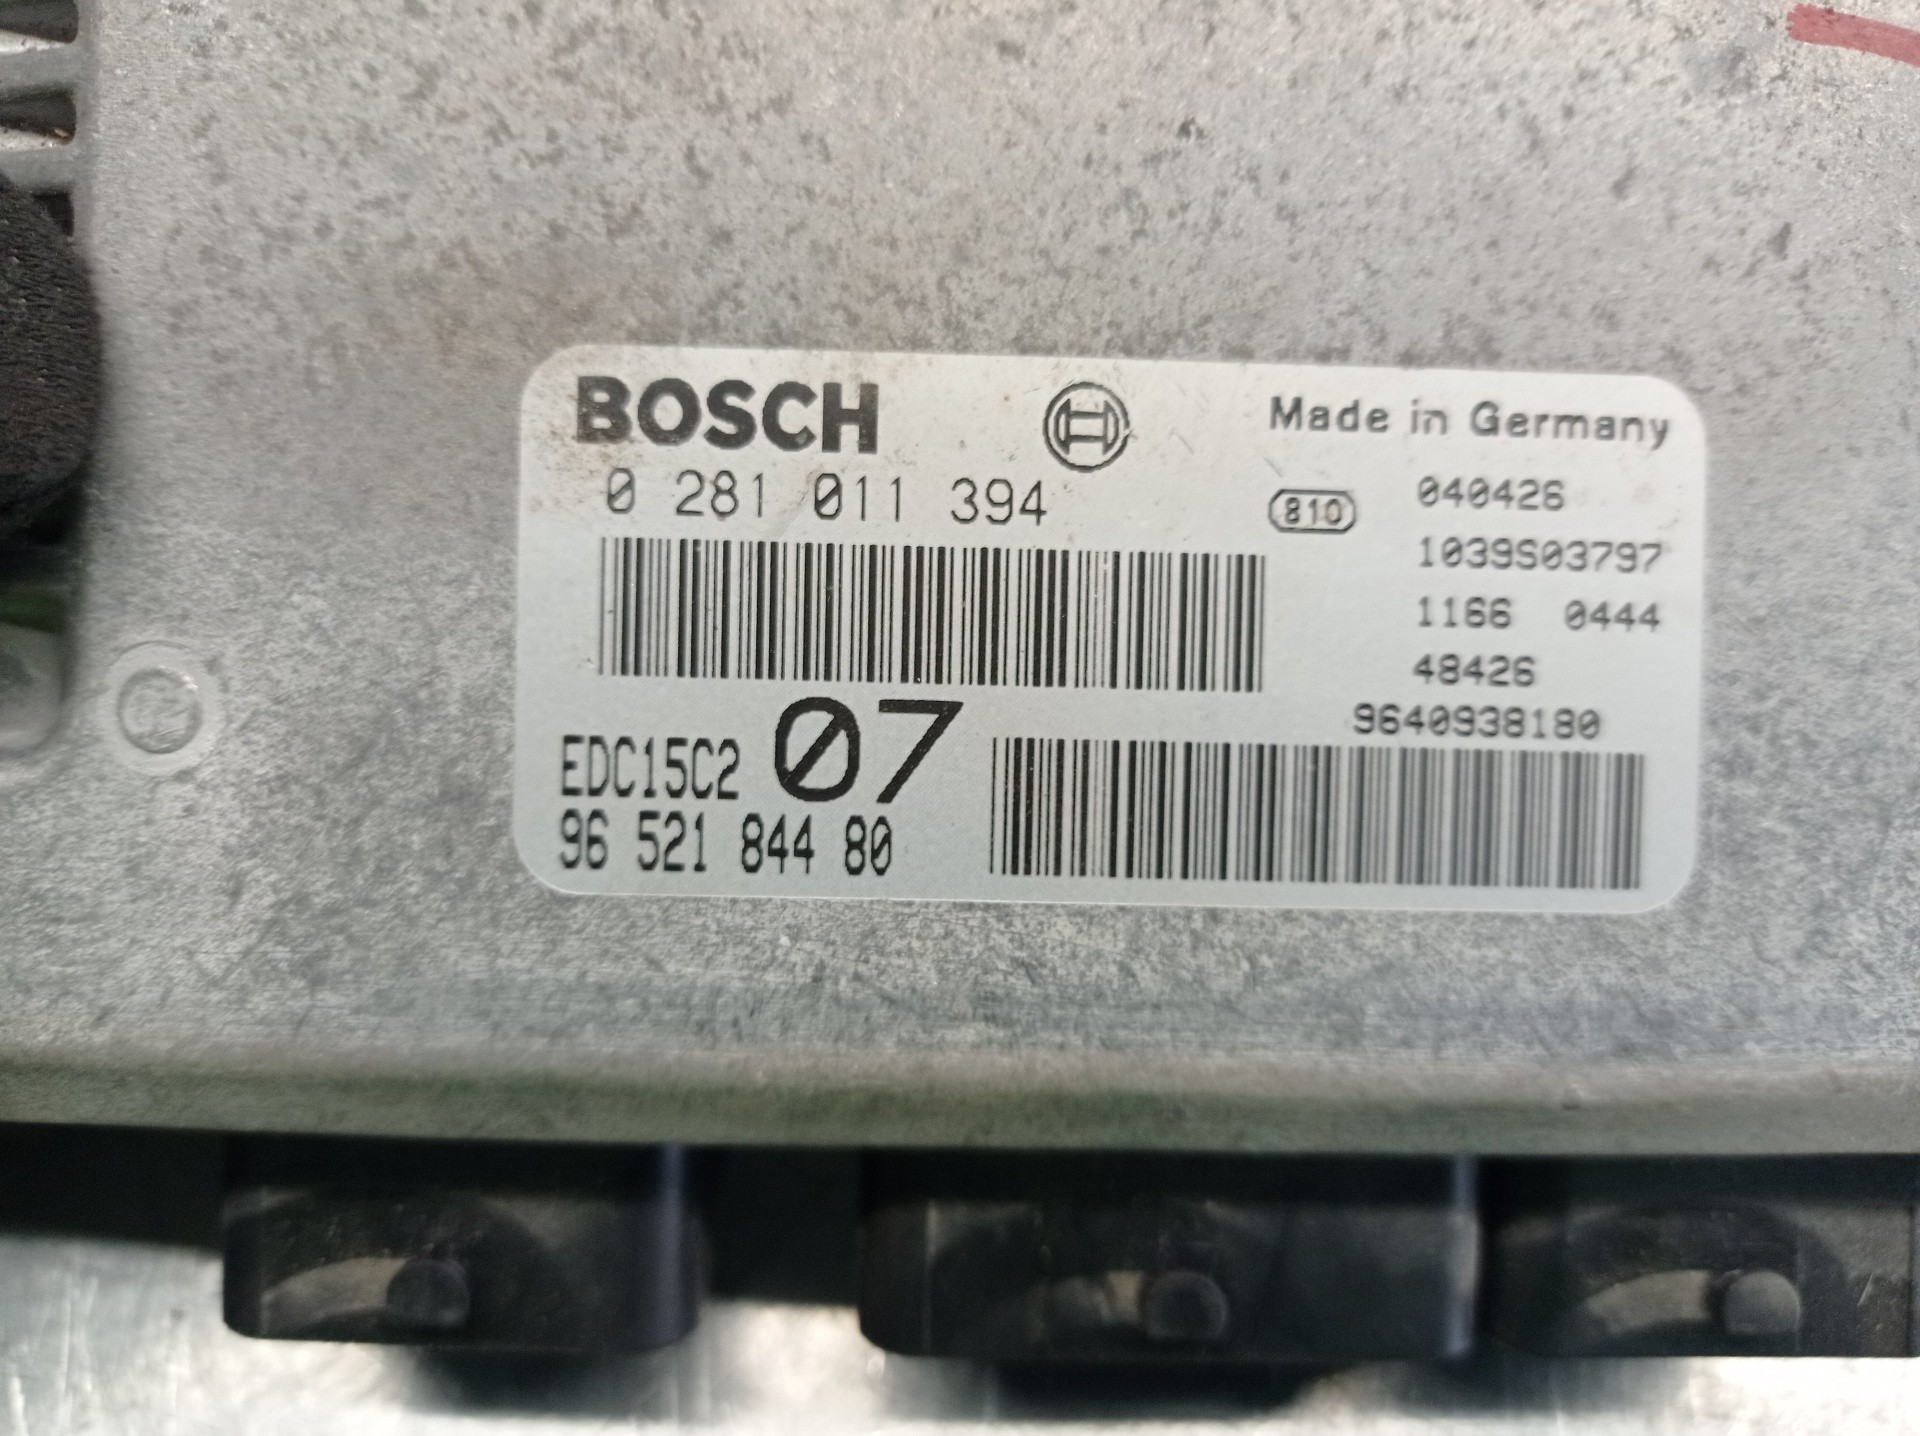 BOSCH
Made in Germany
0 281 011 394
810
040426
1039S03797
1166 0444
48426
9640938180
EDC15C2 07
96 521 844 80